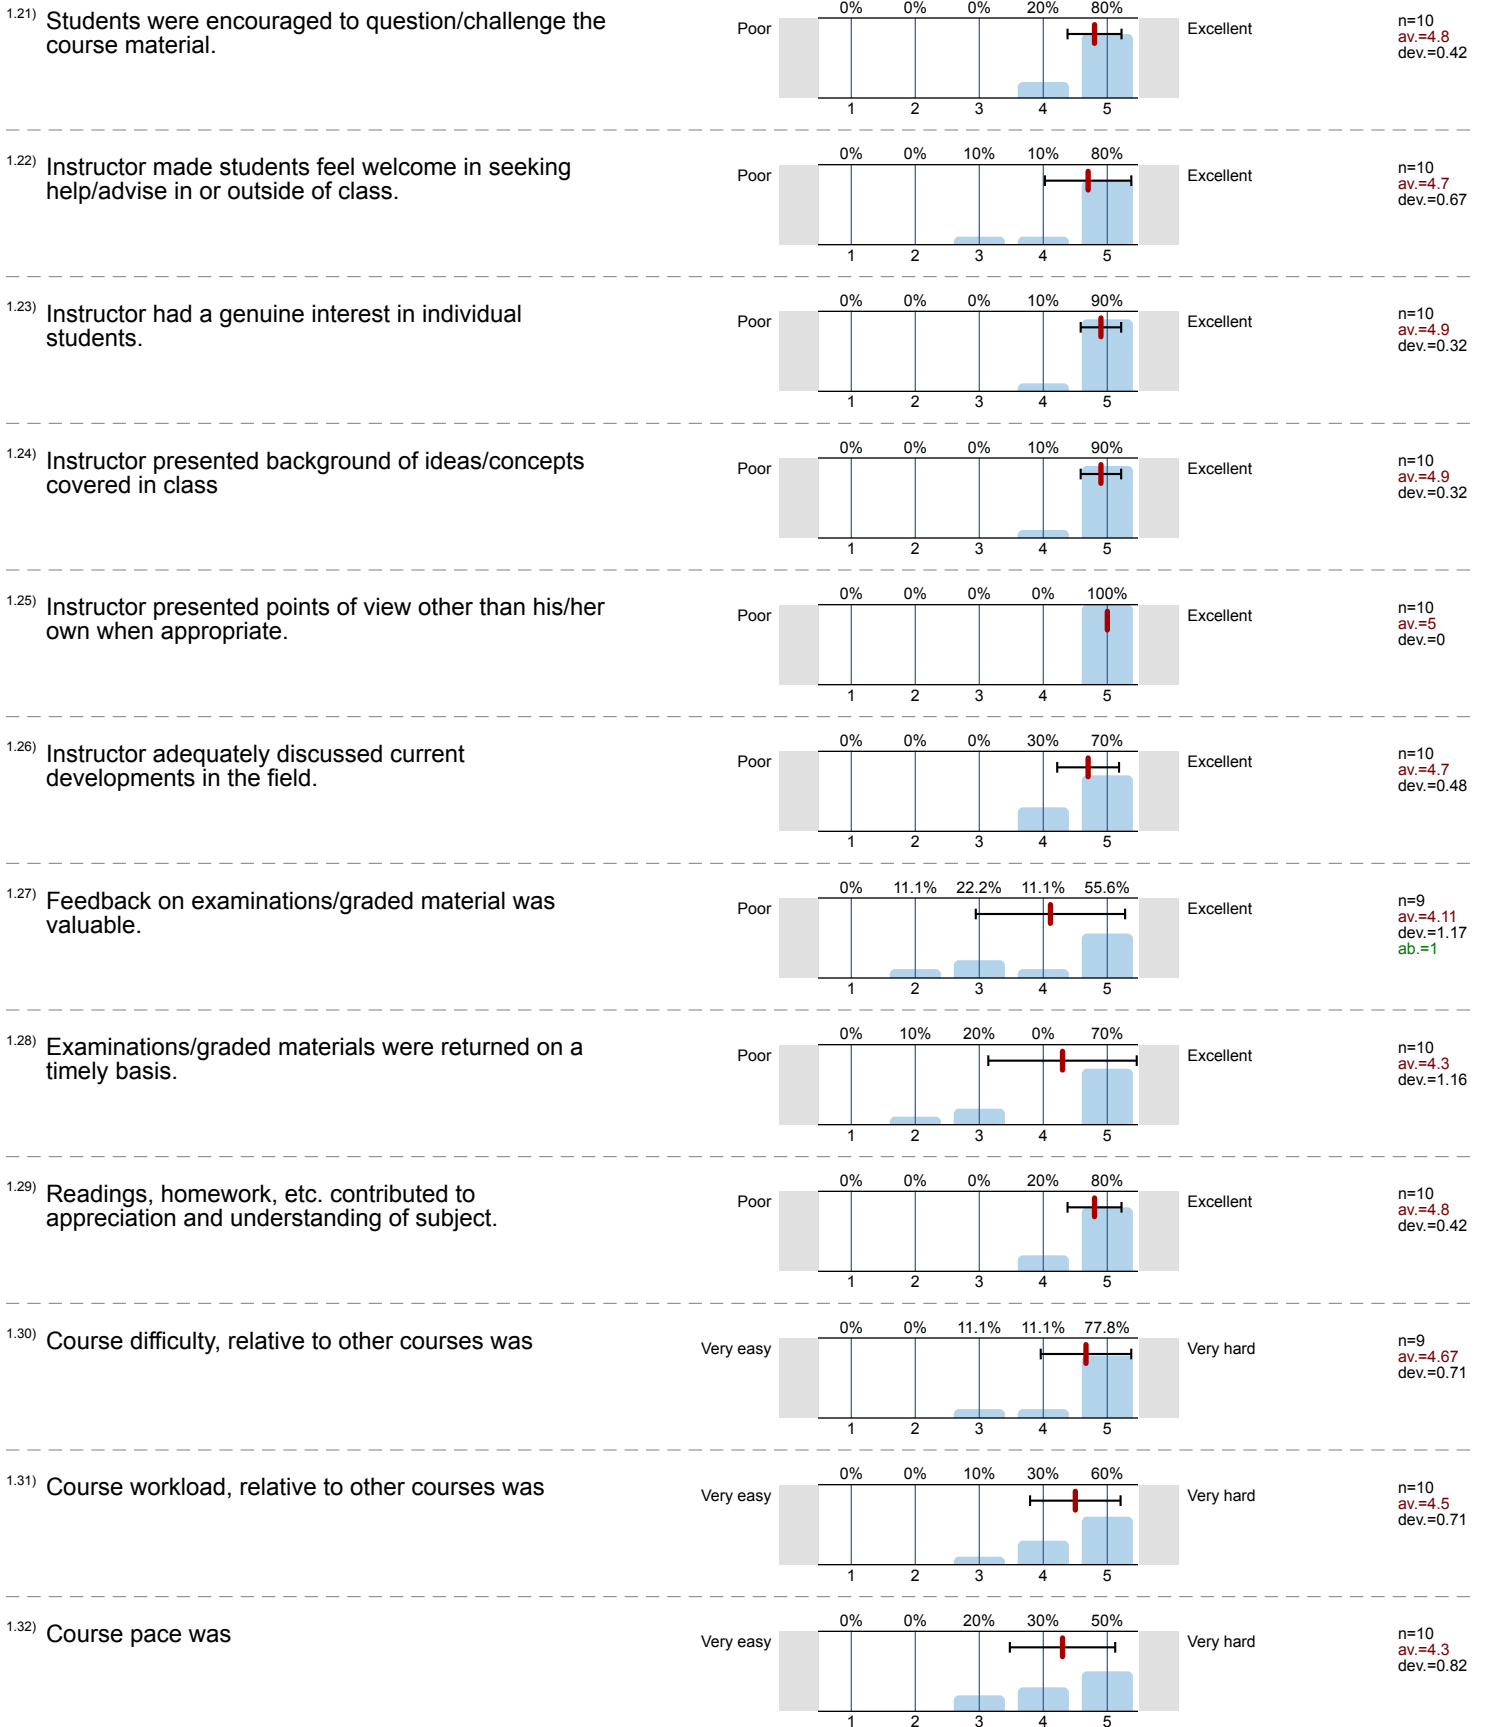 1.21) Students were encouraged to question/challenge the
course material.
0% 0% 0% 20% 80%
Poor Excellent
1 2 3 4 5
n=10
av.=4.8
dev.=0.42
1.22) Instructor made students feel welcome in seeking
help/advise in or outside of class.
0% 0% 10% 10% 80%
Poor Excellent
1 2 3 4 5
n=10
av.=4.7
dev.=0.67
1.23) Instructor had a genuine interest in individual
students.
0% 0% 0% 10% 90%
Poor Excellent
1 2 3 4 5
n=10
av.=4.9
dev.=0.32
1.24) Instructor presented background of ideas/concepts
covered in class
0% 0% 0% 10% 90%
Poor Excellent
1 2 3 4 5
n=10
av.=4.9
dev.=0.32
1.25) Instructor presented points of view other than his/her
own when appropriate.
0% 0% 0% 0% 100%
Poor Excellent
1 2 3 4 5
n=10
av.=5
dev.=0
1.26) Instructor adequately discussed current
developments in the field.
0% 0% 0% 30% 70%
Poor Excellent
1 2 3 4 5
n=10
av.=4.7
dev.=0.48
1.27) Feedback on examinations/graded material was
valuable.
0% 11.1% 22.2% 11.1% 55.6%
Poor Excellent
1 2 3 4 5
n=9
av.=4.11
dev.=1.17
ab.=1
1.28) Examinations/graded materials were returned on a
timely basis.
0% 10% 20% 0% 70%
Poor Excellent
1 2 3 4 5
n=10
av.=4.3
dev.=1.16
1.29) Readings, homework, etc. contributed to
appreciation and understanding of subject.
0% 0% 0% 20% 80%
Poor Excellent
1 2 3 4 5
n=10
av.=4.8
dev.=0.42
1.30) Course difficulty, relative to other courses was
0% 0% 11.1% 11.1% 77.8%
Very easy Very hard
1 2 3 4 5
n=9
av.=4.67
dev.=0.71
1.31) Course workload, relative to other courses was
0% 0% 10% 30% 60%
Very easy Very hard
1 2 3 4 5
n=10
av.=4.5
dev.=0.71
1.32) Course pace was
0% 0% 20% 30% 50%
Very easy Very hard
1 2 3 4 5
n=10
av.=4.3
dev.=0.82